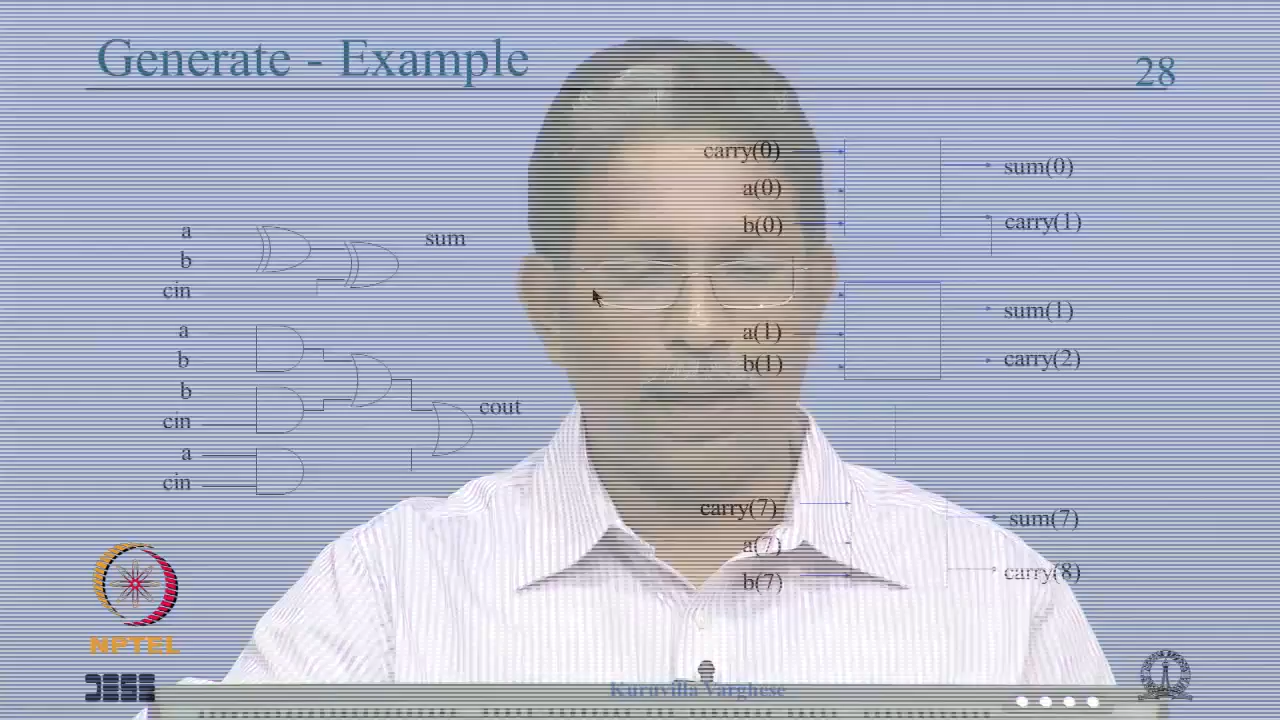 Generate - Example
28
a
b
cin
sum
a
b
b
cin
a
cin
cout
carry(0)
a(0)
b(0)
sum(0)
carry(1)
a(1)
b(1)
sum(1)
carry(2)
carry(7)
a(7)
b(7)
sum(7)
carry(8)
NPTEL
Kuruvilla Varghese